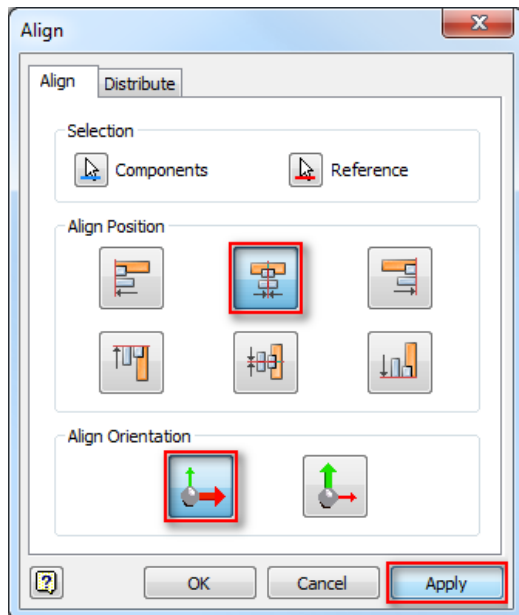 Align
Align Distribute
Selection
Components Reference
Align Position
Align Orientation
OK Cancel Apply